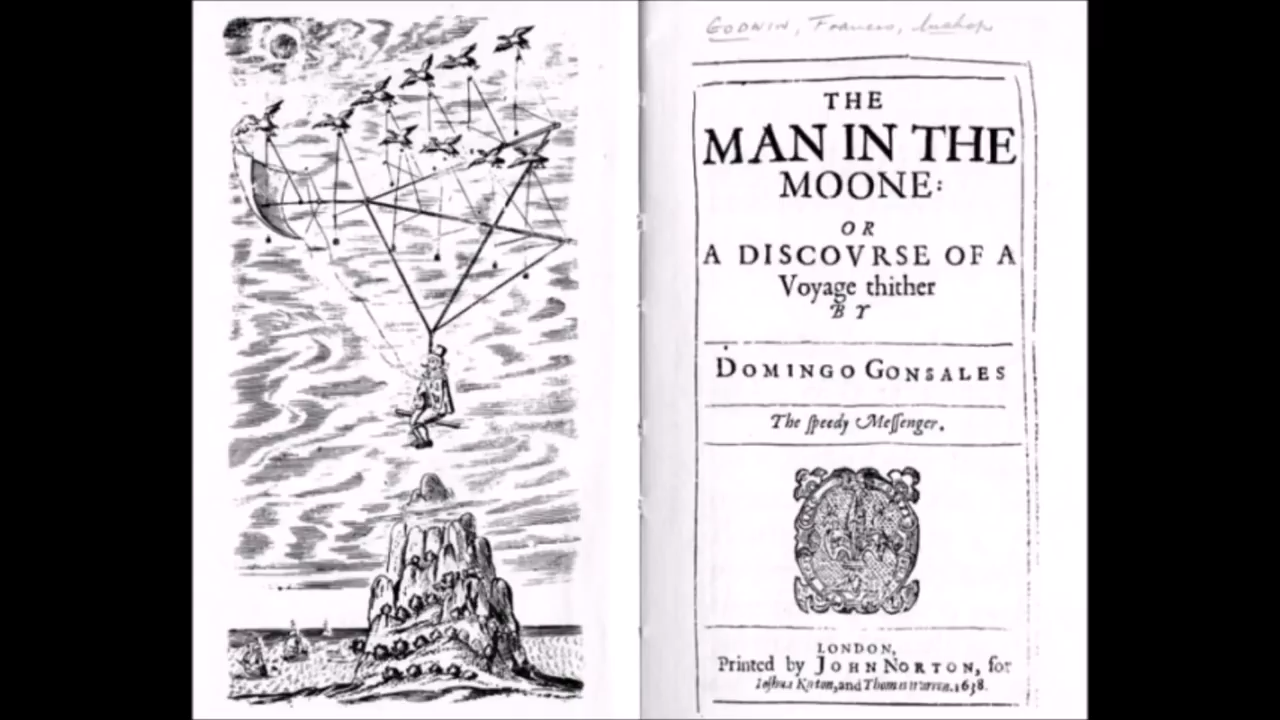 GODWIN, Francis, bishop
THE
MAN IN THE
MOONE:
OR
A DISCOVRSE OF A
Voyage thither
BY
DOMINGO GONSALES
The ſpeedy Meſſenger.
LONDON,
Printed by JOHN NORTON, for
Ioſhua Kirton, and Thomas Warren. 1638.